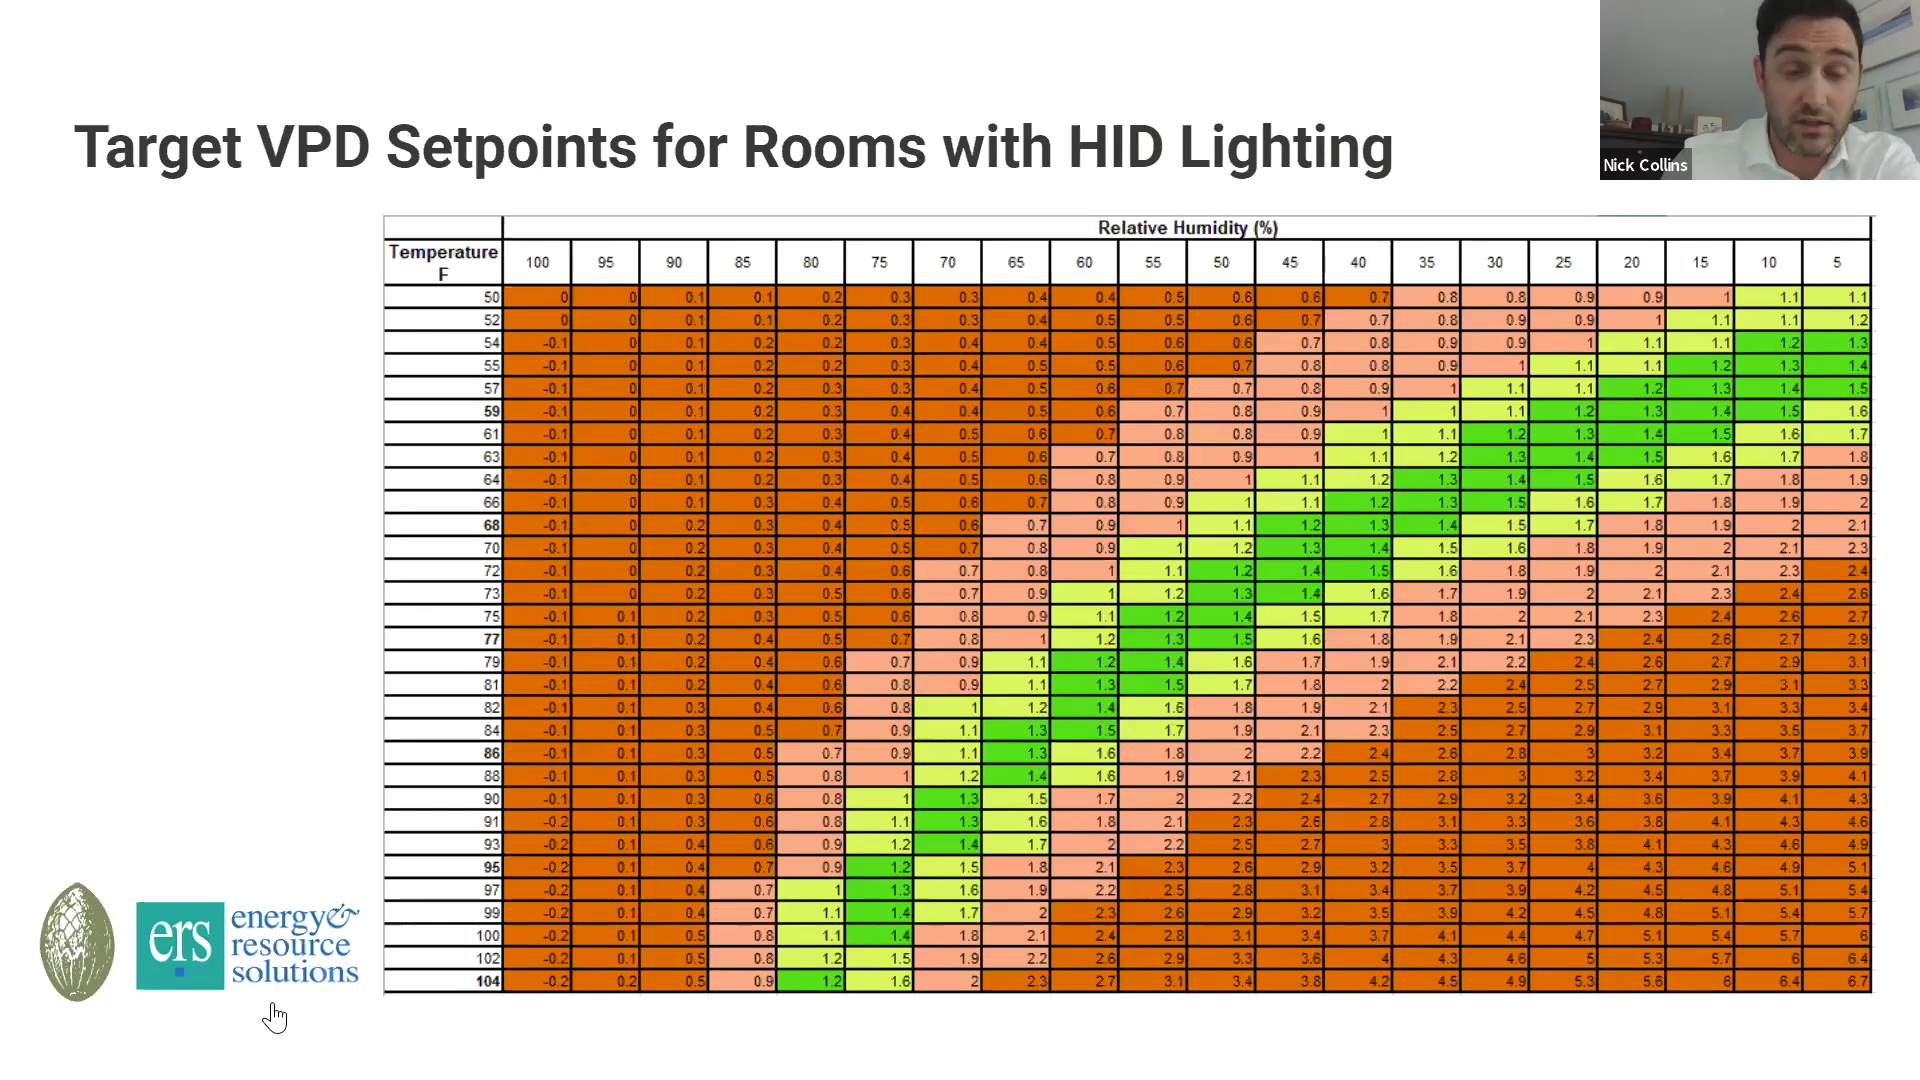 Target VPD Setpoints for Rooms with HID Lighting
Nick Collins
Relative Humidity (%)
Temperature
F
100 95 90 85 80 75 70 65 60 55 50 45 40 35 30 25 20 15 10 5
50 0 0 0.1 0.1 0.2 0.3 0.3 0.4 0.4 0.5 0.6 0.6 0.7 0.8 0.8 0.9 0.9 1 1.1 1.1
52 0 0 0.1 0.1 0.2 0.3 0.3 0.4 0.5 0.5 0.6 0.7 0.7 0.8 0.9 0.9 1 1.1 1.1 1.2
54 -0.1 0 0.1 0.2 0.2 0.3 0.4 0.4 0.5 0.6 0.6 0.7 0.8 0.9 0.9 1 1.1 1.1 1.2 1.3
55 -0.1 0 0.1 0.2 0.2 0.3 0.4 0.5 0.5 0.6 0.7 0.8 0.8 0.9 1 1.1 1.1 1.2 1.3 1.4
57 -0.1 0 0.1 0.2 0.3 0.3 0.4 0.5 0.6 0.7 0.7 0.8 0.9 1 1.1 1.1 1.2 1.3 1.4 1.5
59 -0.1 0 0.1 0.2 0.3 0.4 0.4 0.5 0.6 0.7 0.8 0.9 1 1 1.1 1.2 1.3 1.4 1.5 1.6
61 -0.1 0 0.1 0.2 0.3 0.4 0.5 0.6 0.7 0.8 0.8 0.9 1 1.1 1.2 1.3 1.4 1.5 1.6 1.7
63 -0.1 0 0.1 0.2 0.3 0.4 0.5 0.6 0.7 0.8 0.9 1 1.1 1.2 1.3 1.4 1.5 1.6 1.7 1.8
64 -0.1 0 0.1 0.2 0.3 0.4 0.5 0.6 0.8 0.9 1 1.1 1.2 1.3 1.4 1.5 1.6 1.7 1.8 1.9
66 -0.1 0 0.1 0.3 0.4 0.5 0.6 0.7 0.8 0.9 1 1.1 1.2 1.3 1.5 1.6 1.7 1.8 1.9 2
68 -0.1 0 0.2 0.3 0.4 0.5 0.6 0.7 0.9 1 1.1 1.2 1.3 1.4 1.5 1.7 1.8 1.9 2 2.1
70 -0.1 0 0.2 0.3 0.4 0.5 0.7 0.8 0.9 1 1.2 1.3 1.4 1.5 1.6 1.8 1.9 2 2.1 2.3
72 -0.1 0 0.2 0.3 0.4 0.6 0.7 0.8 1 1.1 1.2 1.4 1.5 1.6 1.8 1.9 2 2.1 2.3 2.4
73 -0.1 0 0.2 0.3 0.5 0.6 0.7 0.9 1 1.2 1.3 1.4 1.6 1.7 1.9 2 2.1 2.3 2.4 2.6
75 -0.1 0.1 0.2 0.3 0.5 0.6 0.8 0.9 1.1 1.2 1.4 1.5 1.7 1.8 2 2.1 2.3 2.4 2.6 2.7
77 -0.1 0.1 0.2 0.4 0.5 0.7 0.8 1 1.2 1.3 1.5 1.6 1.8 1.9 2.1 2.3 2.4 2.6 2.7 2.9
79 -0.1 0.1 0.2 0.4 0.6 0.7 0.9 1.1 1.2 1.4 1.6 1.7 1.9 2.1 2.2 2.4 2.6 2.7 2.9 3.1
81 -0.1 0.1 0.2 0.4 0.6 0.8 0.9 1.1 1.3 1.5 1.7 1.8 2 2.2 2.4 2.5 2.7 2.9 3.1 3.3
82 -0.1 0.1 0.3 0.4 0.6 0.8 1 1.2 1.4 1.6 1.8 1.9 2.1 2.3 2.5 2.7 2.9 3.1 3.3 3.4
84 -0.1 0.1 0.3 0.5 0.7 0.9 1.1 1.3 1.5 1.7 1.9 2.1 2.3 2.5 2.7 2.9 3.1 3.3 3.5 3.7
86 -0.1 0.1 0.3 0.5 0.7 0.9 1.1 1.3 1.6 1.8 2 2.2 2.4 2.6 2.8 3 3.2 3.4 3.7 3.9
88 -0.1 0.1 0.3 0.5 0.8 1 1.2 1.4 1.6 1.9 2.1 2.3 2.5 2.8 3 3.2 3.4 3.7 3.9 4.1
90 -0.1 0.1 0.3 0.6 0.8 1 1.3 1.5 1.7 2 2.2 2.4 2.7 2.9 3.2 3.4 3.6 3.9 4.1 4.3
91 -0.2 0.1 0.3 0.6 0.8 1.1 1.3 1.6 1.8 2.1 2.3 2.6 2.8 3.1 3.3 3.6 3.8 4.1 4.3 4.6
93 -0.2 0.1 0.4 0.6 0.9 1.2 1.4 1.7 2 2.2 2.5 2.7 3 3.3 3.5 3.8 4.1 4.3 4.6 4.9
95 -0.2 0.1 0.4 0.7 0.9 1.2 1.5 1.8 2.1 2.3 2.6 2.9 3.2 3.5 3.7 4 4.3 4.6 4.9 5.1
97 -0.2 0.1 0.4 0.7 1 1.3 1.6 1.9 2.2 2.5 2.8 3.1 3.4 3.7 3.9 4.2 4.5 4.8 5.1 5.4
99 -0.2 0.1 0.4 0.7 1.1 1.4 1.7 2 2.3 2.6 2.9 3.2 3.5 3.9 4.2 4.5 4.8 5.1 5.4 5.7
100 -0.2 0.1 0.5 0.8 1.1 1.4 1.8 2.1 2.4 2.8 3.1 3.4 3.7 4.1 4.4 4.7 5.1 5.4 5.7 6
102 -0.2 0.1 0.5 0.8 1.2 1.5 1.9 2.2 2.6 2.9 3.3 3.6 4 4.3 4.6 5 5.3 5.7 6 6.4
104 -0.2 0.2 0.5 0.9 1.2 1.6 2 2.3 2.7 3.1 3.4 3.8 4.2 4.5 4.9 5.3 5.6 6 6.4 6.7
ers
energy&
resource
solutions